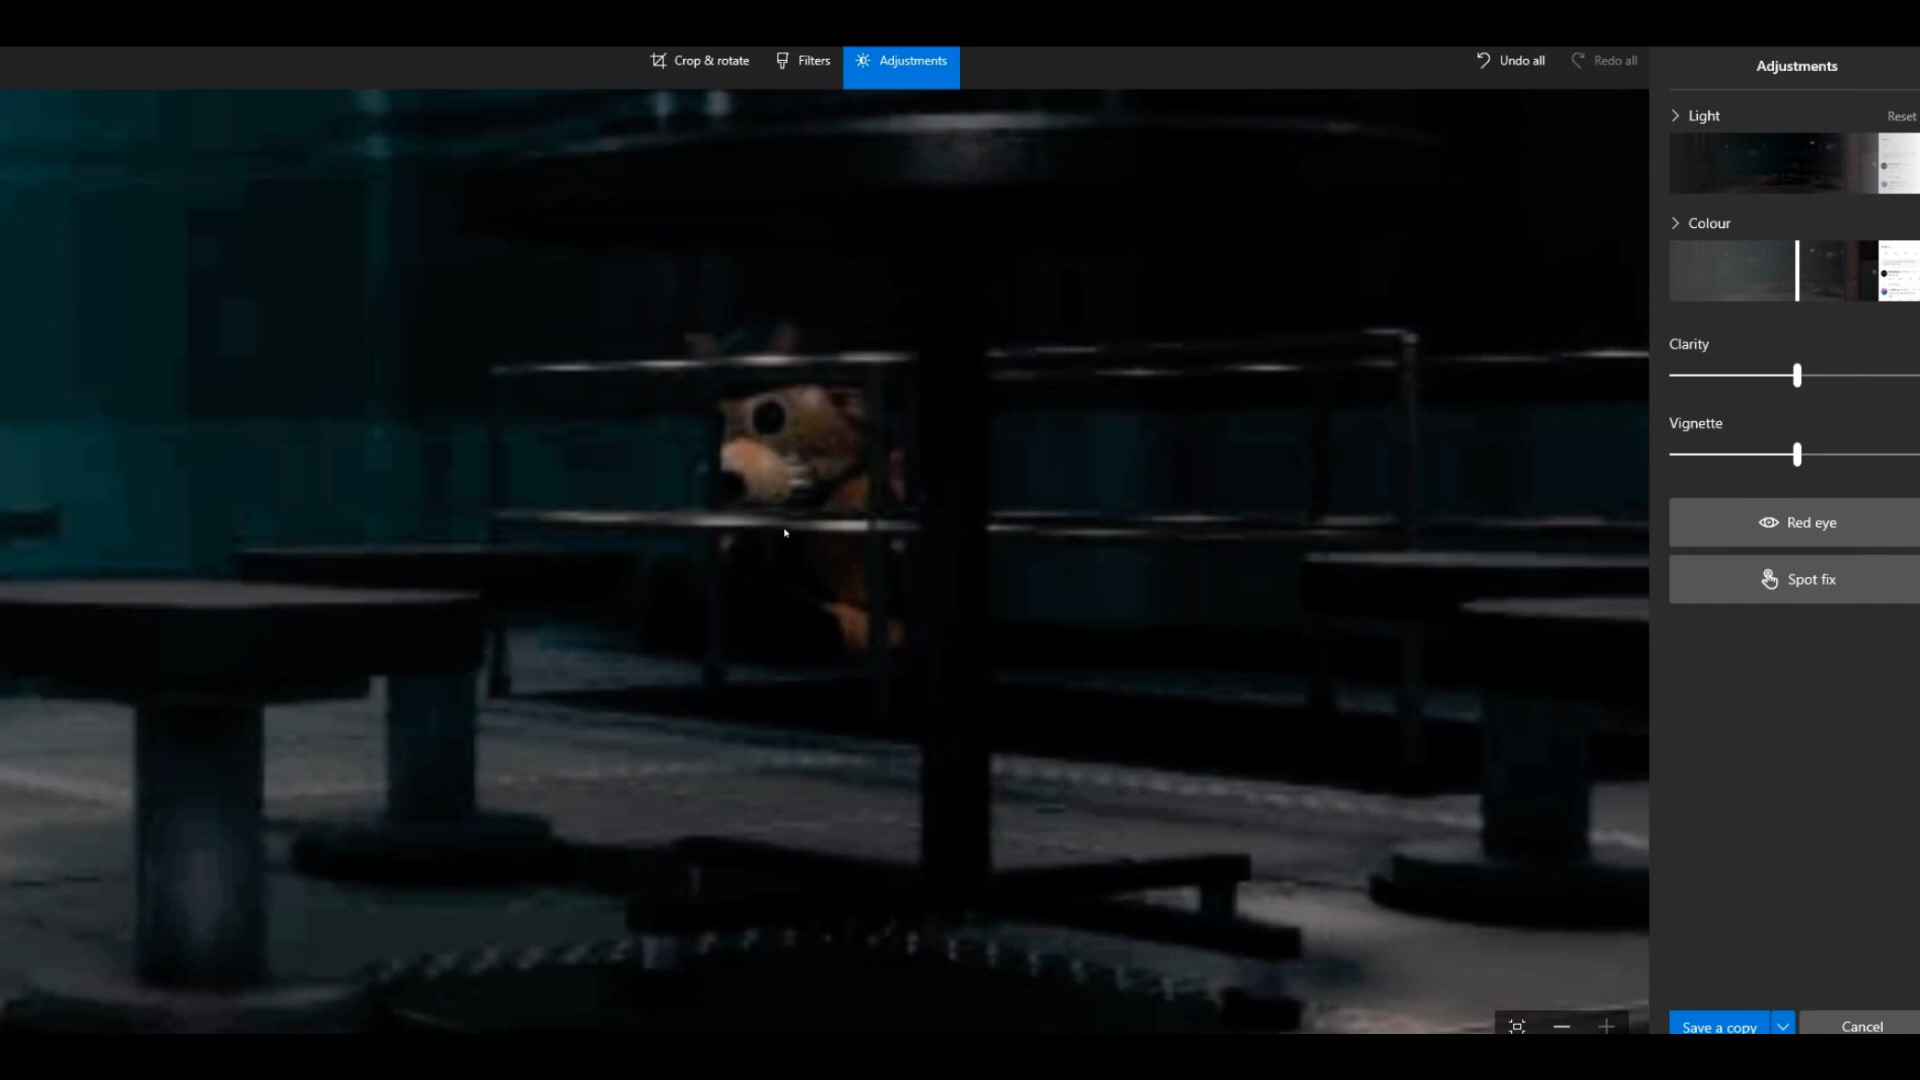 Crop & rotate
Filters
Adjustments
Undo all
Redo all
Adjustments
Light
Reset
Colour
Clarity
Vignette
Red eye
Spot fix
Save a copy
Cancel